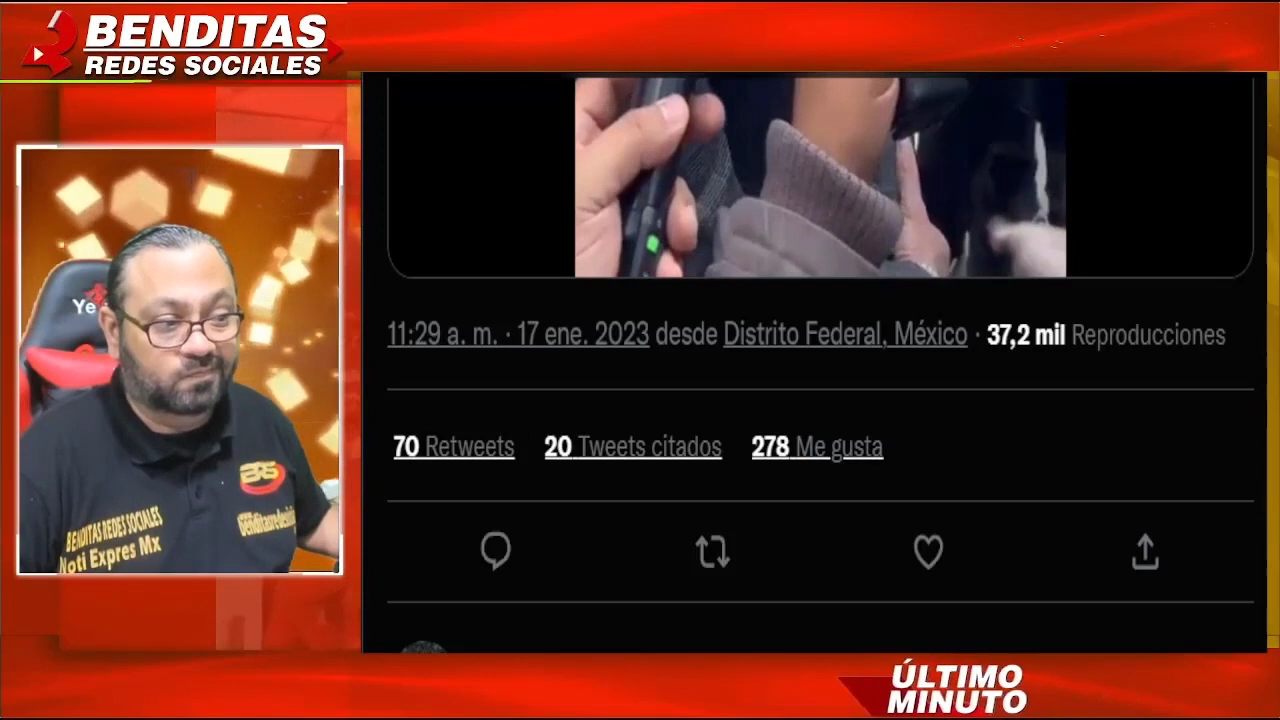 BENDITAS
REDES SOCIALES
BENDITAS REDES SOCIALES
Noti Expres Mx
11:29 a. m. · 17 ene. 2023 desde Distrito Federal, México · 37,2 mil Reproducciones
70 Retweets 20 Tweets citados 278 Me gusta
ÚLTIMO
MINUTO